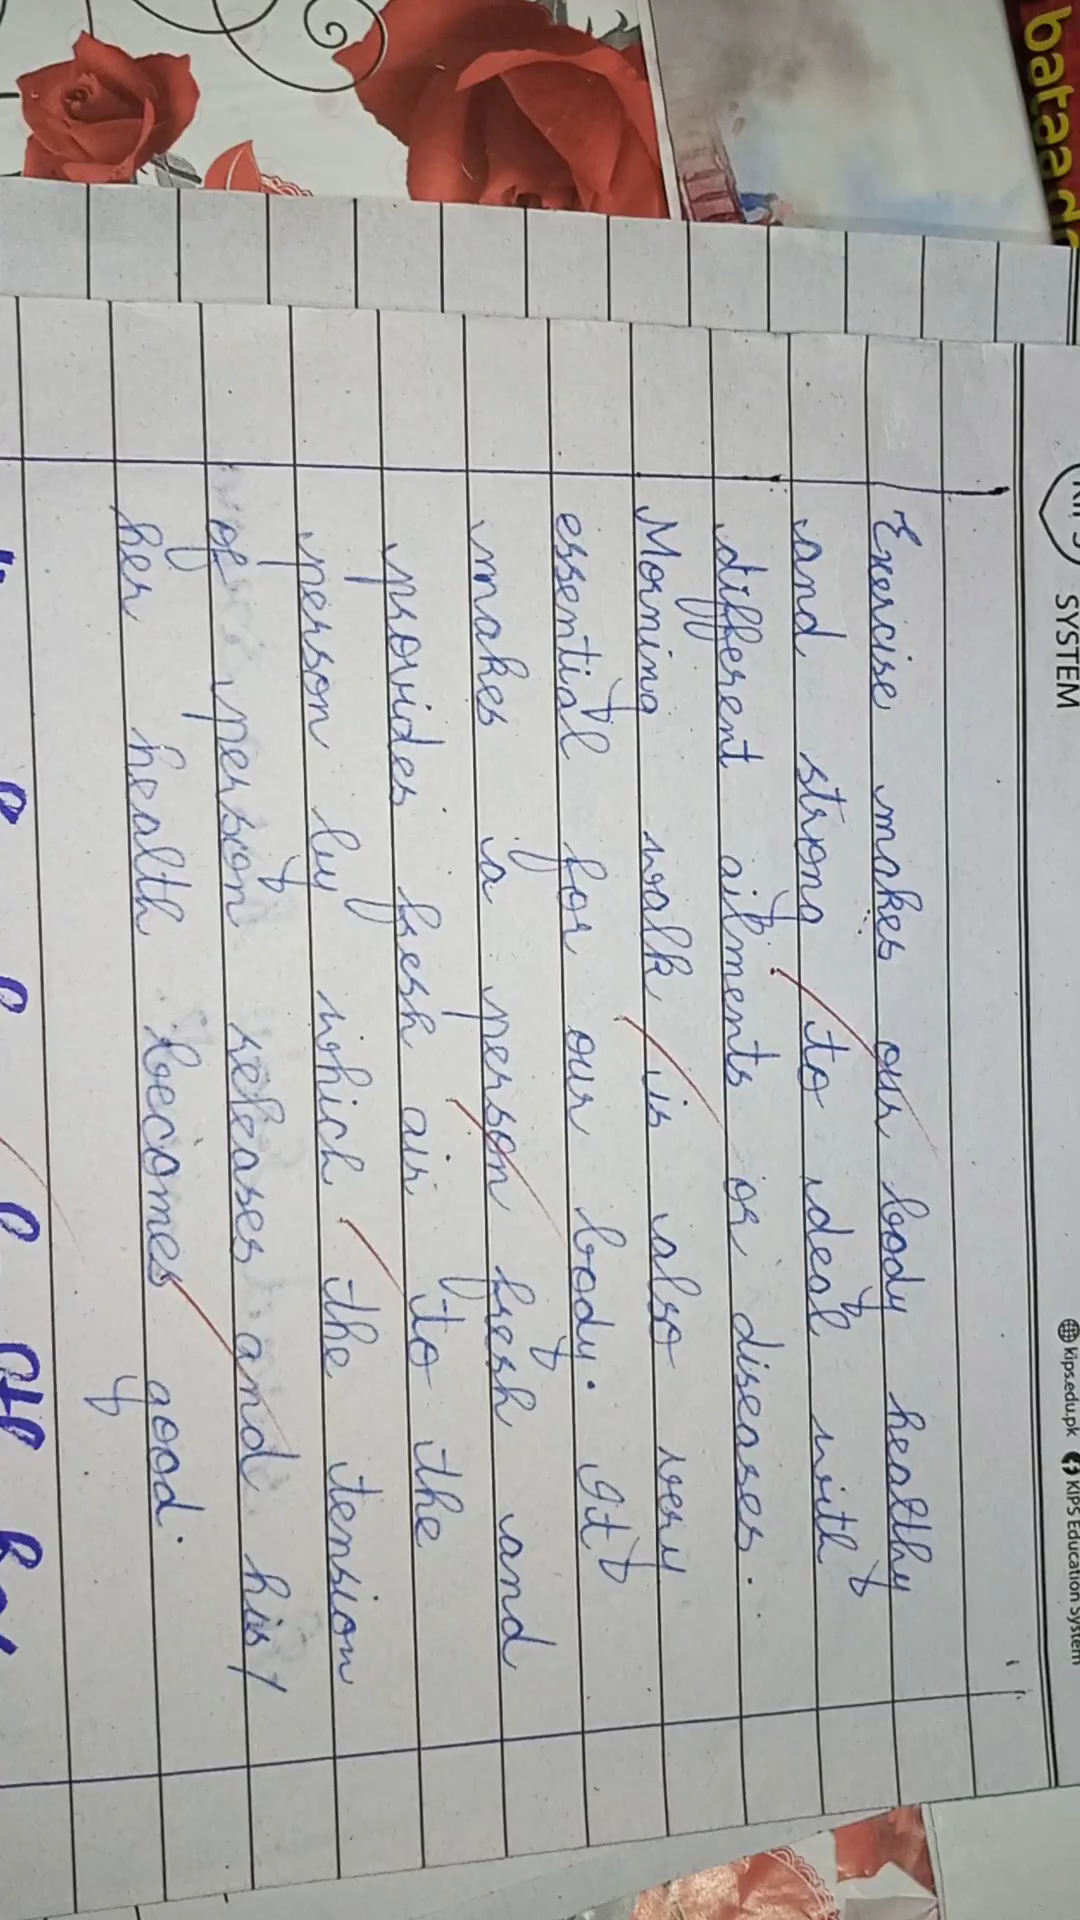 bataad
KIPS
SYSTEM
kips.edu.pk KIPS Education System
Exercise makes our body healthy
and strong to deal with
different ailments or diseases.
Morning walk is also very
essential for our body. It
makes a person fresh and
provides fresh air to the
person by which the tension
of person releases and his/
her health becomes good.